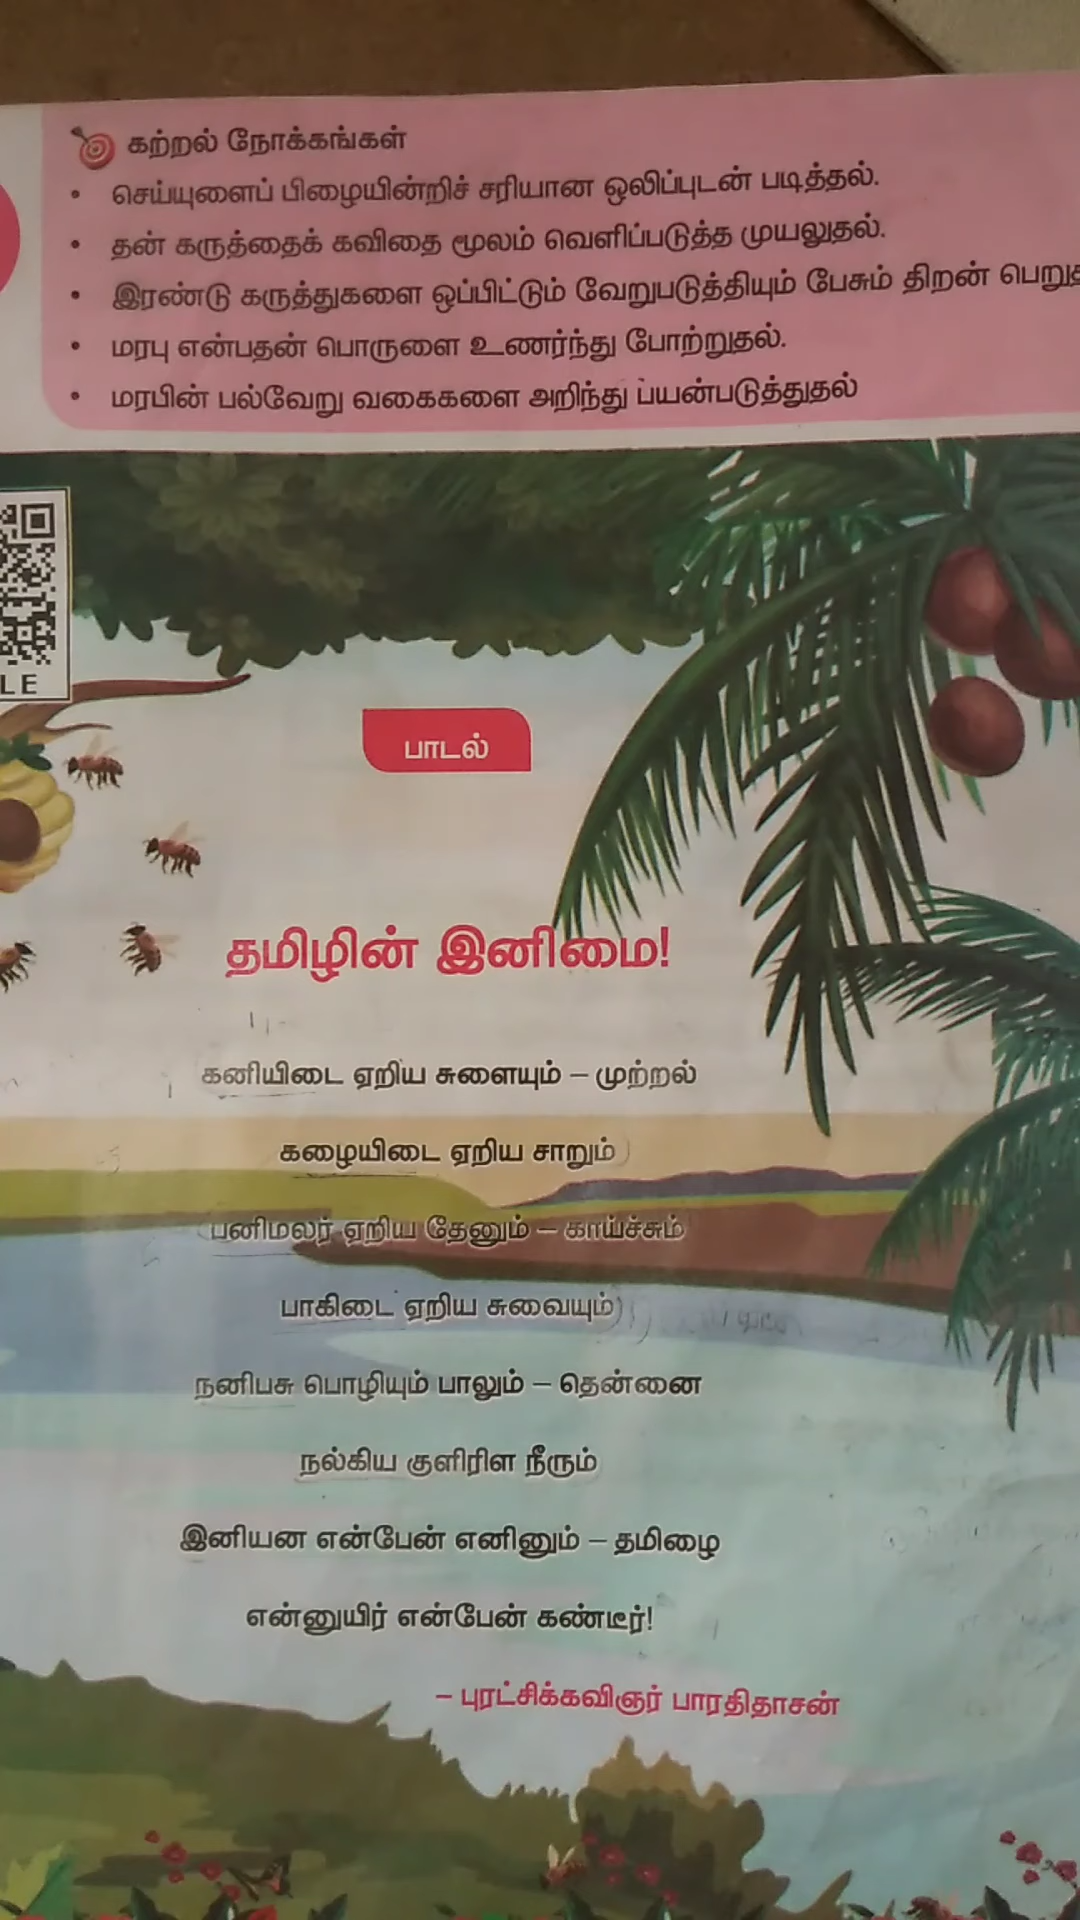 கற்றல் நோக்கங்கள்
• செய்யுளைப் பிழையின்றிச் சரியான ஒலிப்புடன் படித்தல்.
• தன் கருத்தைக் கவிதை மூலம் வெளிப்படுத்த முயலுதல்.
• இரண்டு கருத்துகளை ஒப்பிட்டும் வேறுபடுத்தியும் பேசும் திறன்
• மரபு என்பதன் பொருளை உணர்ந்து போற்றுதல்.
• மரபின் பல்வேறு வகைகளை அறிந்து பயன்படுத்துதல்
LE
பாடல்
தமிழின் இனிமை!
கனியிடை ஏறிய சுளையும் – முற்றல்
கழையிடை ஏறிய சாறும்
பனிமலர் ஏறிய தேனும் – காய்ச்சும்
பாகிடை ஏறிய சுவையும்
நனிபசு பொழியும் பாலும் – தென்னை
நல்கிய குளிரிள நீரும்
இனியன என்பேன் எனினும் – தமிழை
என்னுயிர் என்பேன் கண்டீர்!
– புரட்சிக்கவிஞர் பாரதிதாசன்